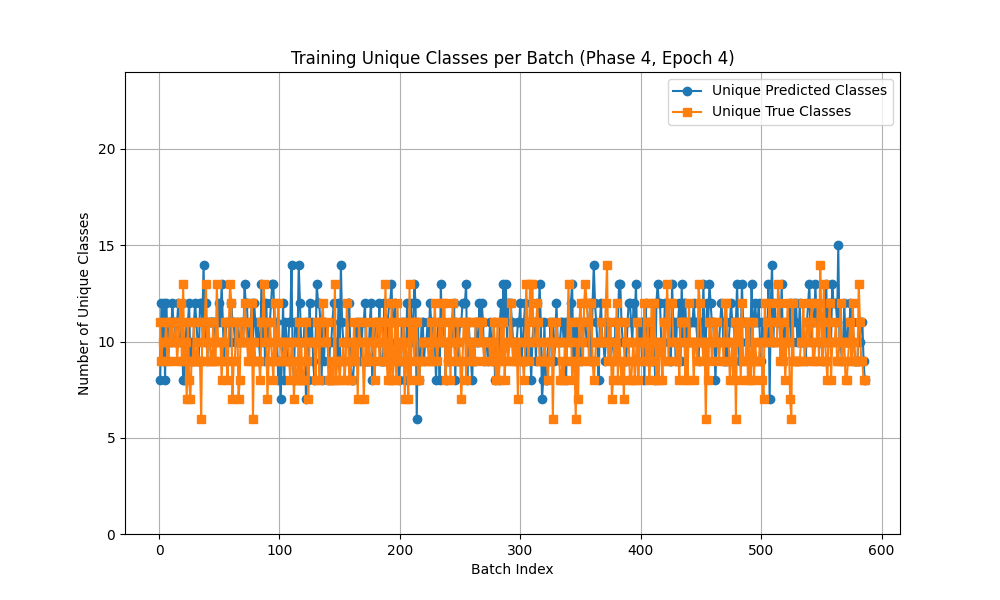 Training Unique Classes per Batch (Phase 4, Epoch 4)
Unique Predicted Classes
Unique True Classes
Number of Unique Classes
20
15
10
5
0
0 100 200 300 400 500 600
Batch Index